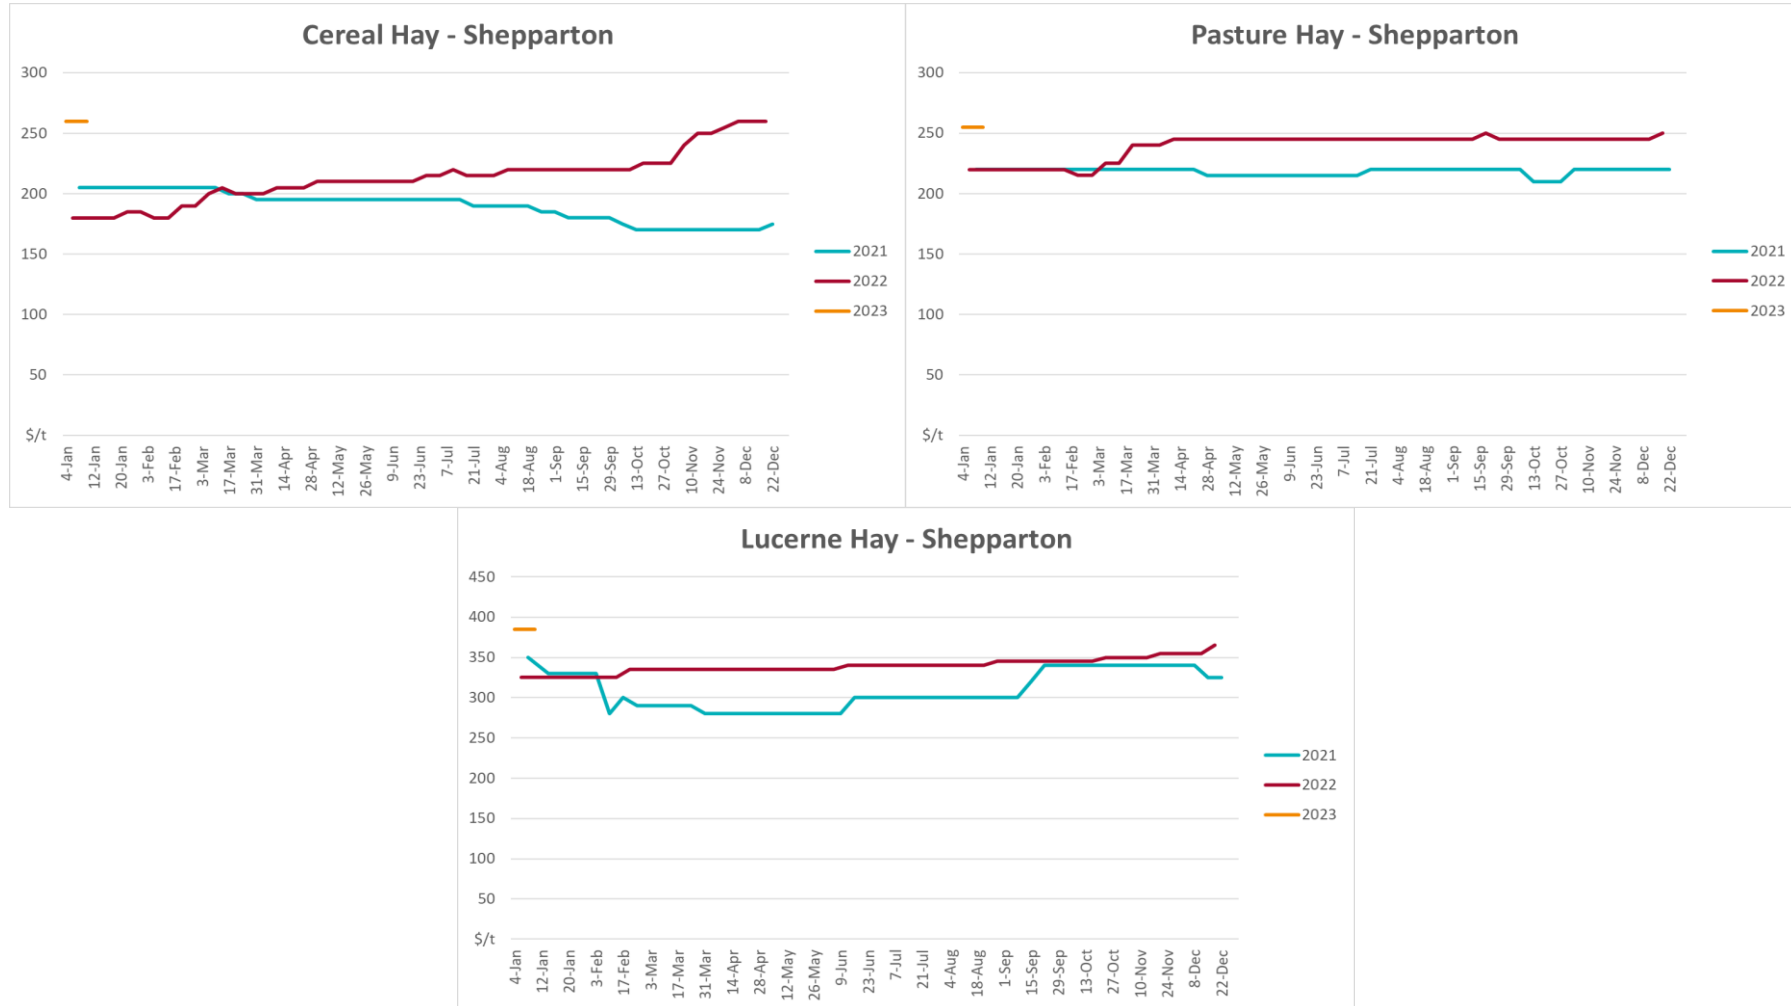 Cereal Hay - Shepparton
300
250
200
150
100
50
$/t
4-Jan
12-Jan
20-Jan
3-Feb
17-Feb
3-Mar
17-Mar
31-Mar
14-Apr
28-Apr
12-May
26-May
9-Jun
23-Jun
7-Jul
21-Jul
4-Aug
18-Aug
1-Sep
15-Sep
29-Sep
13-Oct
27-Oct
10-Nov
24-Nov
8-Dec
22-Dec
2021
2022
2023
Pasture Hay - Shepparton
300
250
200
150
100
50
$/t
4-Jan
12-Jan
20-Jan
3-Feb
17-Feb
3-Mar
17-Mar
31-Mar
14-Apr
28-Apr
12-May
26-May
9-Jun
23-Jun
7-Jul
21-Jul
4-Aug
18-Aug
1-Sep
15-Sep
29-Sep
13-Oct
27-Oct
10-Nov
24-Nov
8-Dec
22-Dec
2021
2022
2023
Lucerne Hay - Shepparton
450
400
350
300
250
200
150
100
50
$/t
4-Jan
12-Jan
20-Jan
3-Feb
17-Feb
3-Mar
17-Mar
31-Mar
14-Apr
28-Apr
12-May
26-May
9-Jun
23-Jun
7-Jul
21-Jul
4-Aug
18-Aug
1-Sep
15-Sep
29-Sep
13-Oct
27-Oct
10-Nov
24-Nov
8-Dec
22-Dec
2021
2022
2023